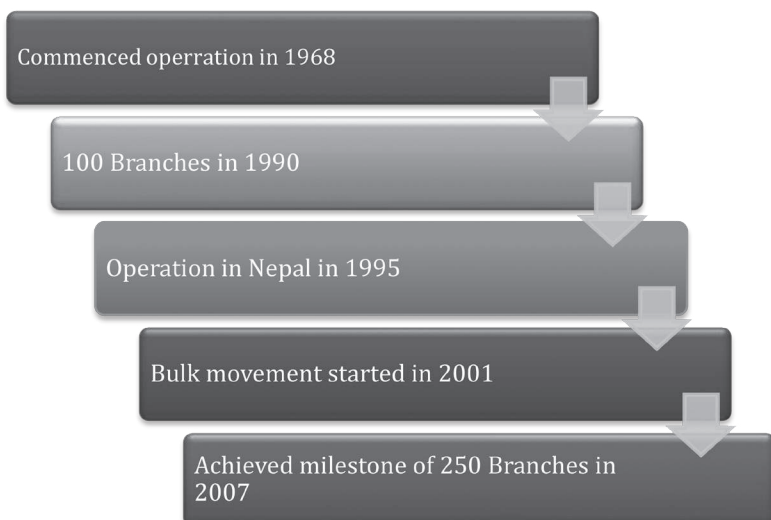 Commenced operration in 1968
100 Branches in 1990
Operation in Nepal in 1995
Bulk movement started in 2001
Achieved milestone of 250 Branches in
2007